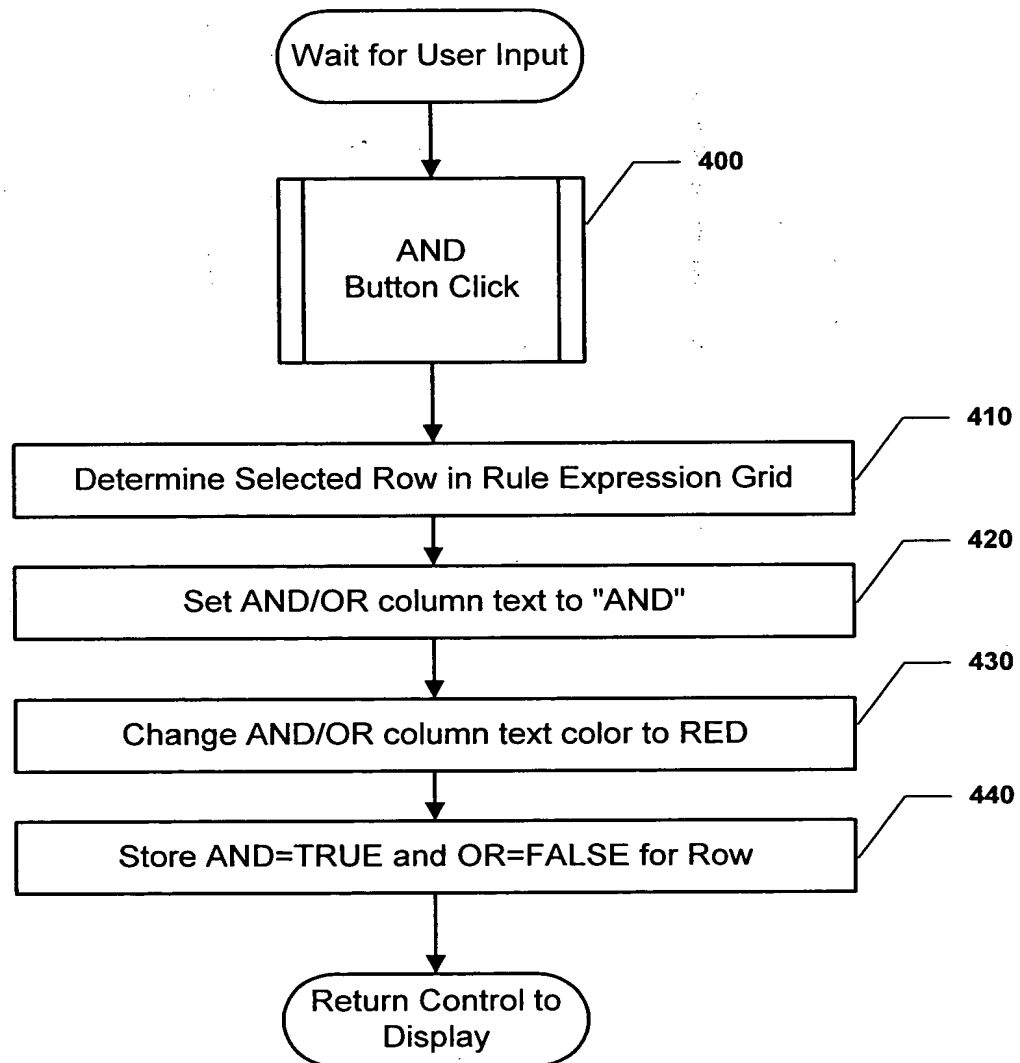 Wait for User Input
400
AND
Button Click
410
Determine Selected Row in Rule Expression Grid
420
Set AND/OR column text to "AND"
430
Change AND/OR column text color to RED
440
Store AND=TRUE and OR=FALSE for Row
Return Control to
Display